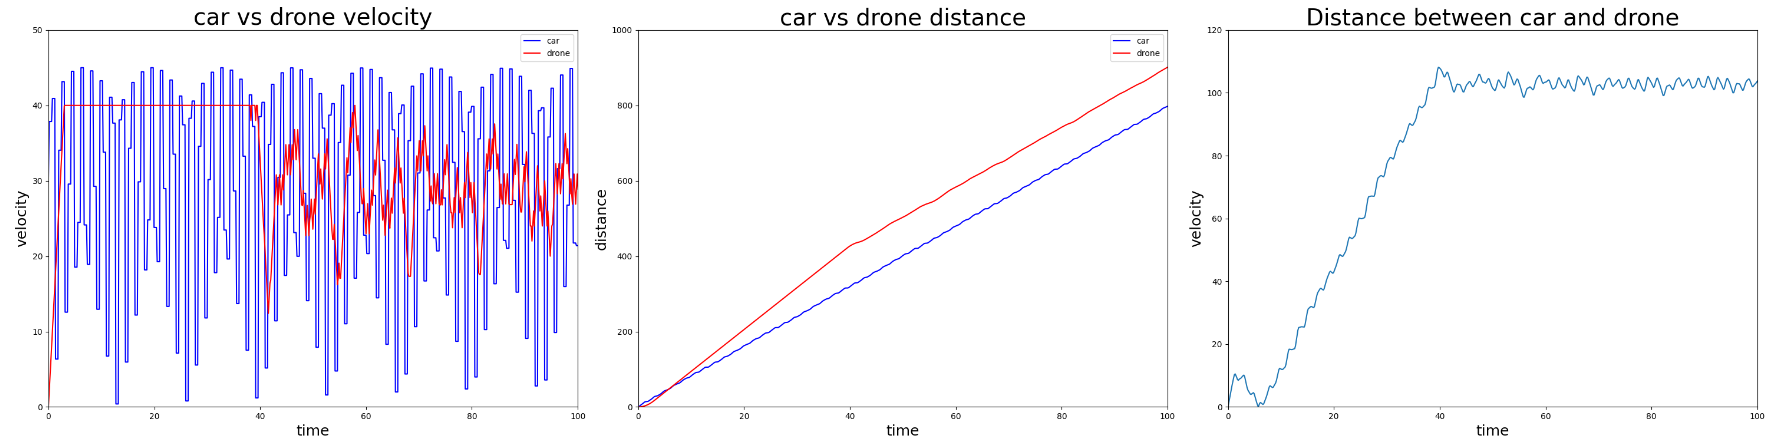 car vs drone velocity
50
40
30
20
10
0
velocity
0 20 40 60 80 100
time
car
drone
car vs drone distance
1000
800
600
400
200
0
distance
0 20 40 60 80 100
time
car
drone
Distance between car and drone
120
100
80
60
40
20
0
velocity
0 20 40 60 80 100
time